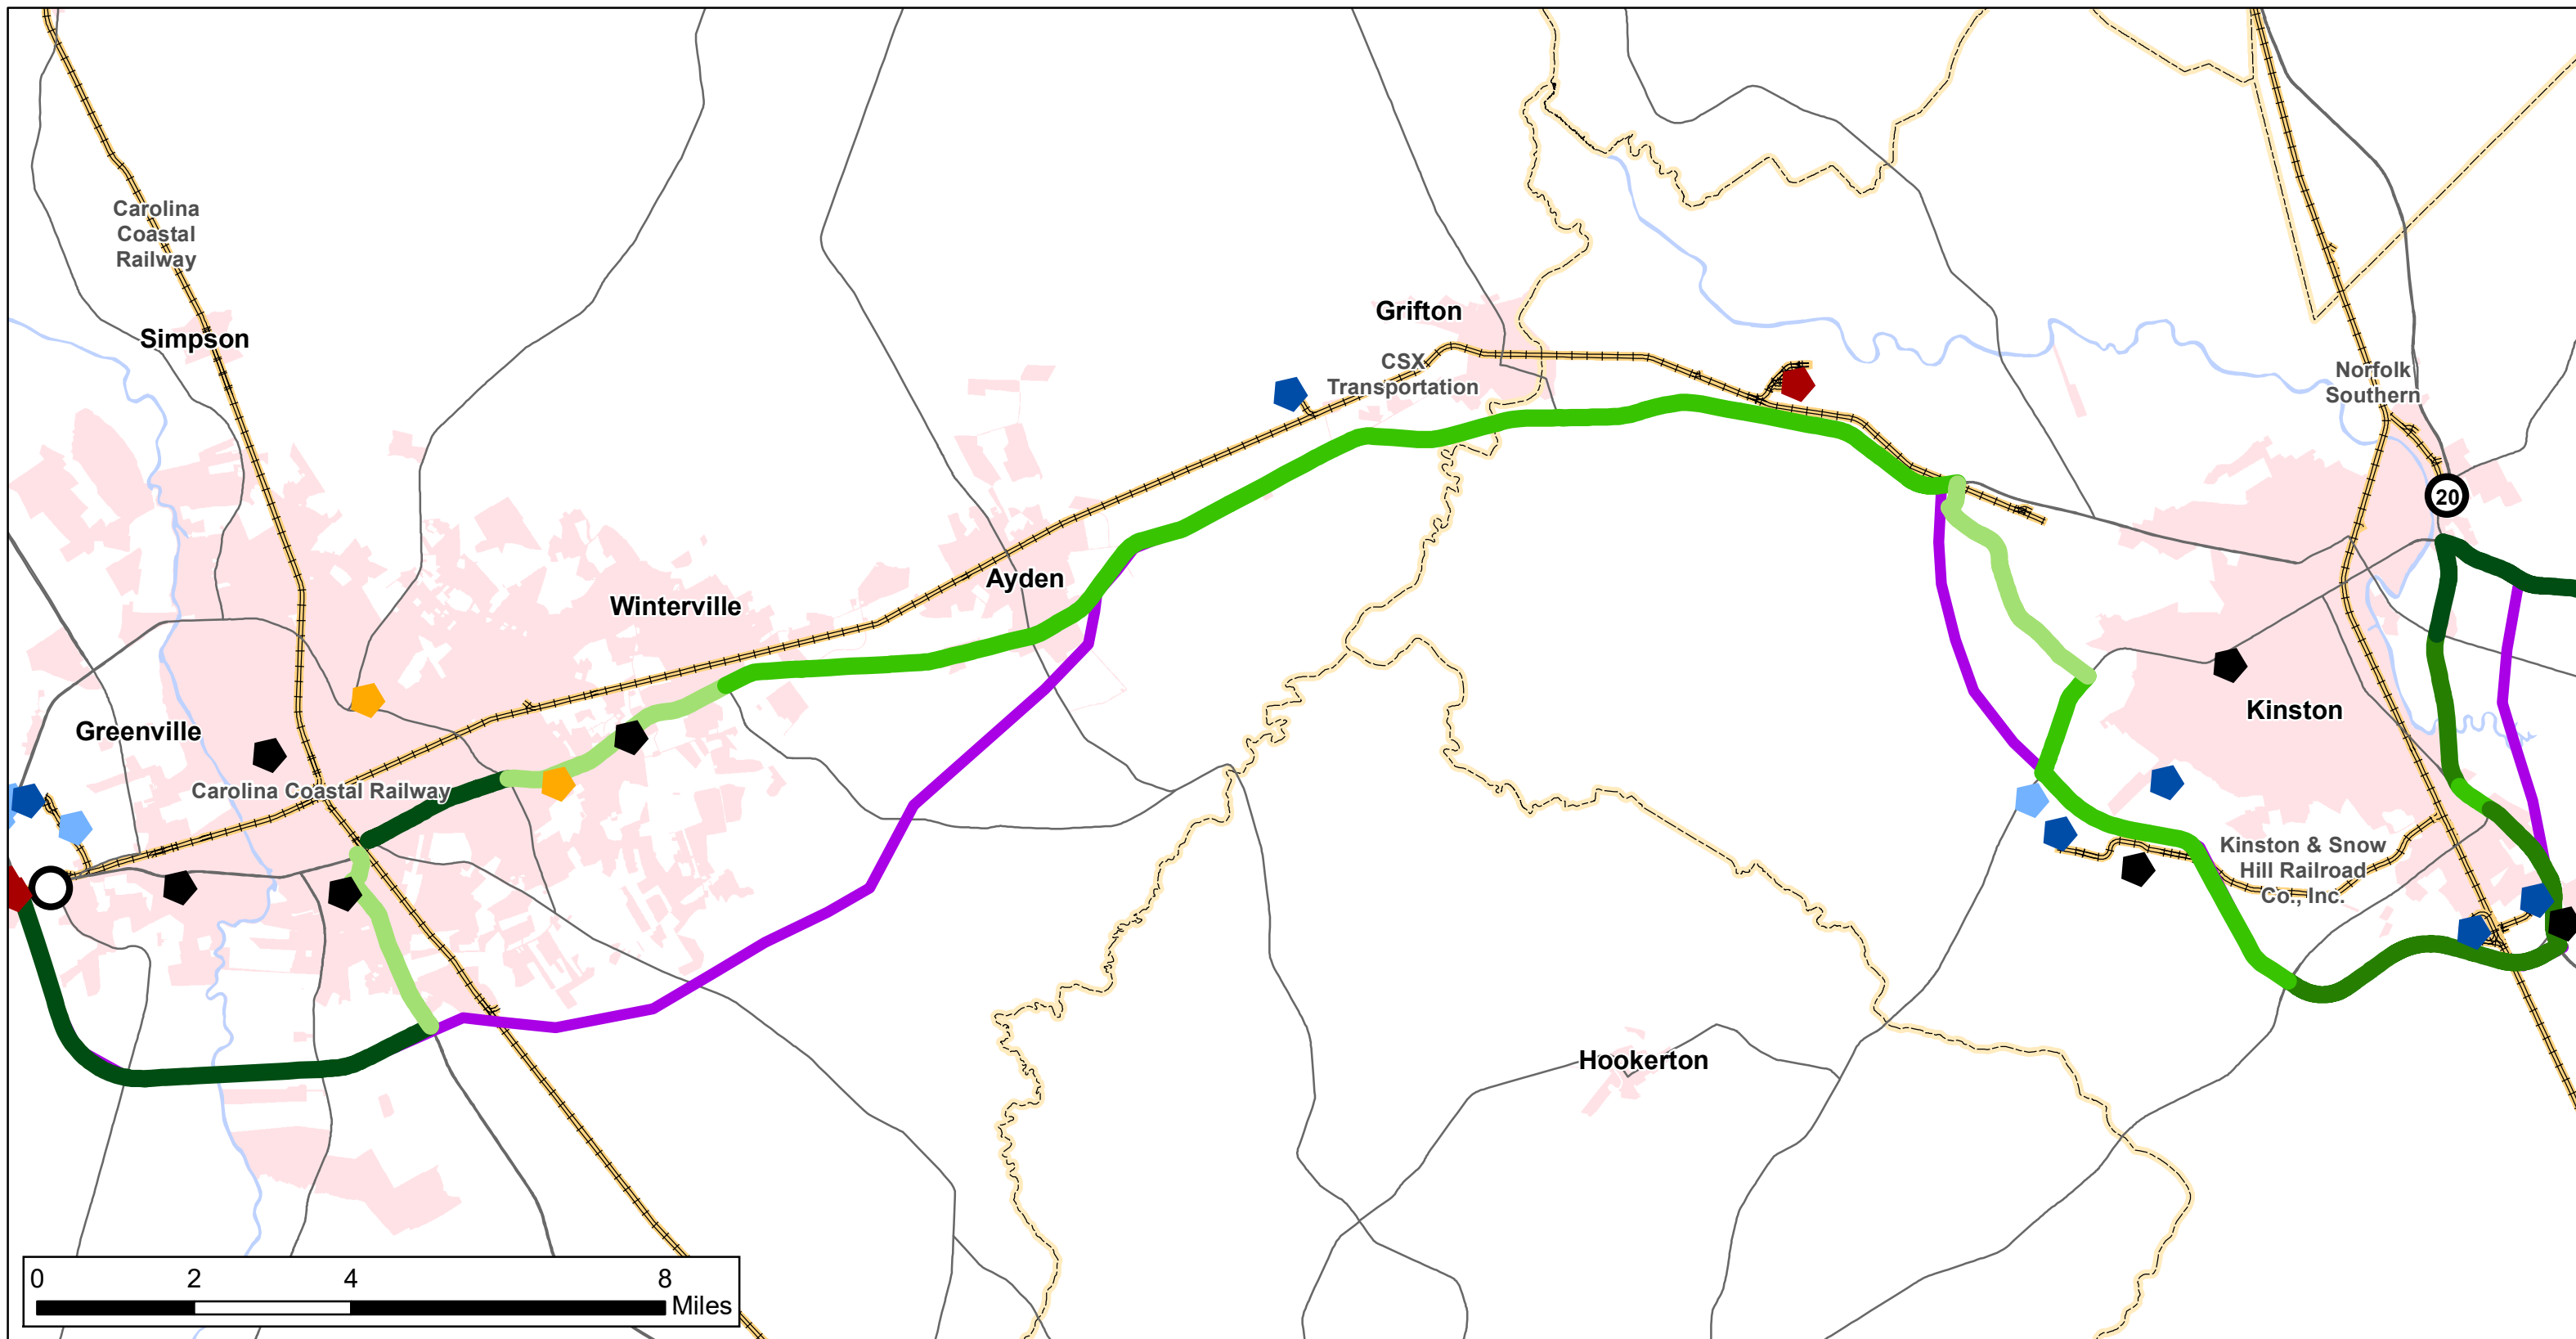 Carolina
Coastal
Railway
Simpson
Grifton
CSX
Transportation
Norfolk
Southern
20
Ayden
Winterville
Greenville
Carolina Coastal Railway
Kinston
Kinston & Snow
Hill Railroad
Co., Inc.
Hookerton
0 2 4 8
Miles